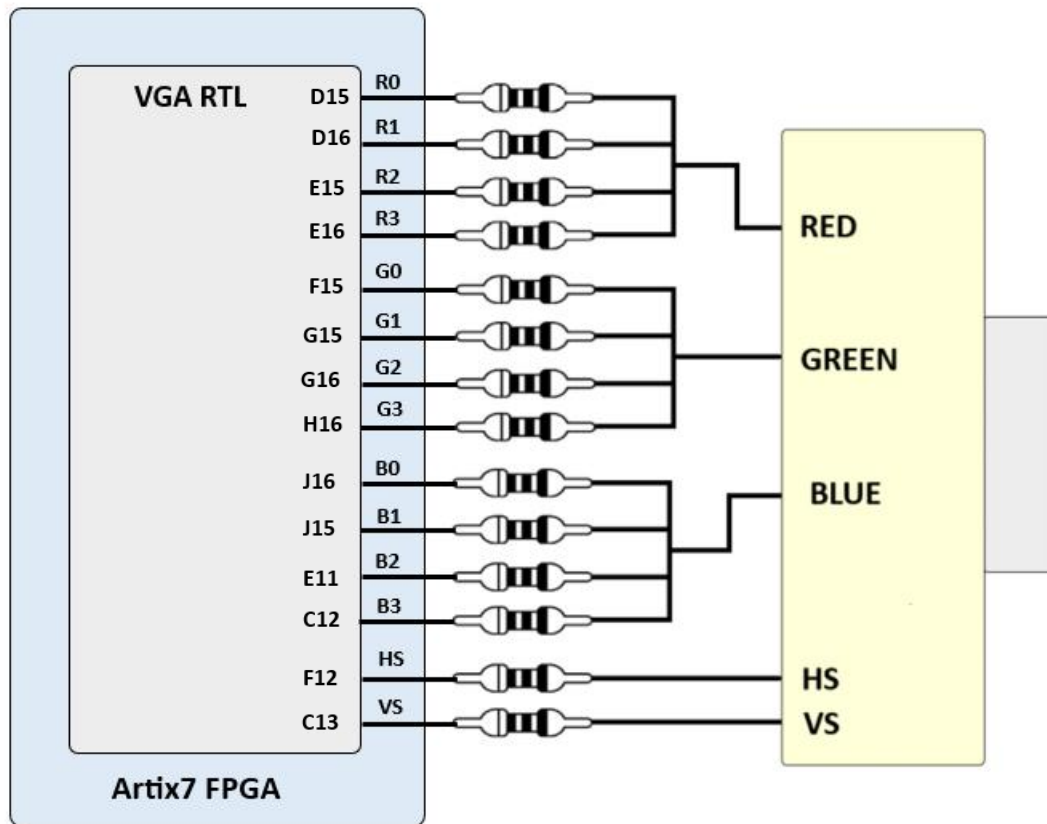 VGA RTL
D15
R0
D16
R1
E15
R2
E16
R3
F15
G0
G15
G1
G16
G2
H16
G3
J16
B0
J15
B1
E11
B2
C12
B3
F12
HS
C13
VS
Artix7 FPGA
RED
GREEN
BLUE
HS
VS